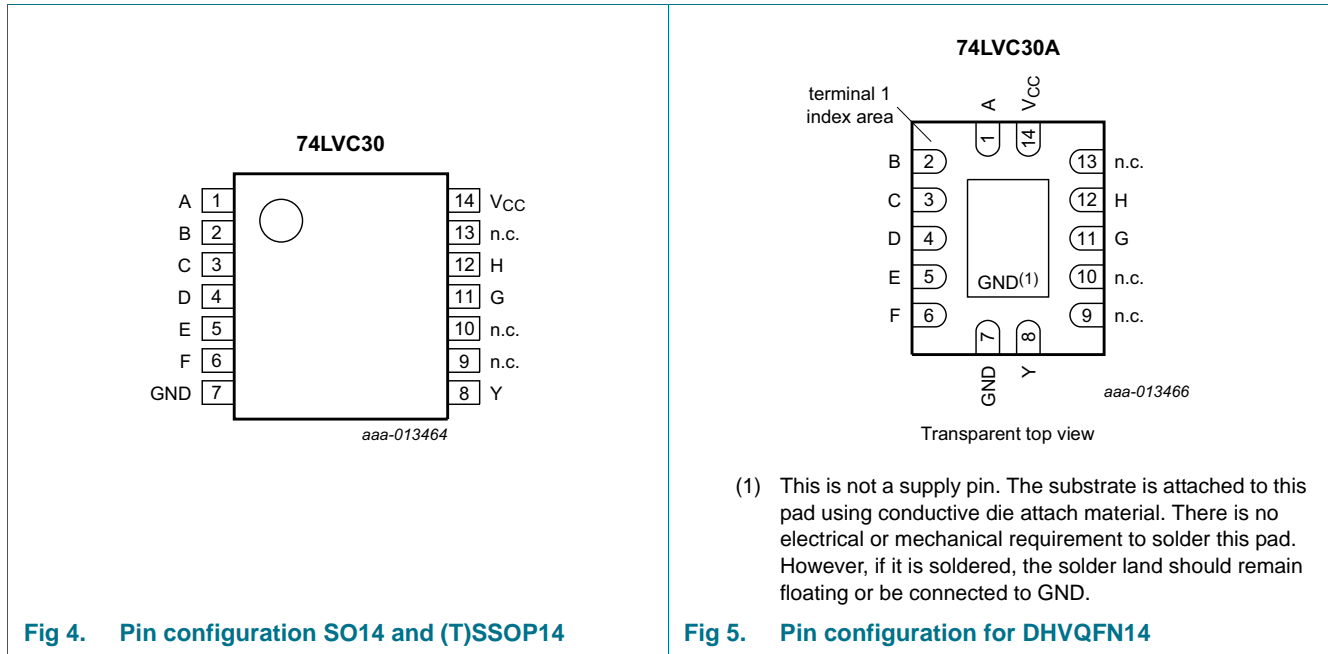 74LVC30
A 1
B 2
C 3
D 4
E 5
F 6
GND 7
14 VCC
13 n.c.
12 H
11 G
10 n.c.
9 n.c.
8 Y
aaa-013464
Fig 4. Pin configuration SO14 and (T)SSOP14
74LVC30A
terminal 1
index area
A
VCC
1
14
B 2
C 3
D 4
E 5
F 6
13 n.c.
12 H
11 G
10 n.c.
9 n.c.
GND(1)
7
8
GND
Y
aaa-013466
Transparent top view
(1) This is not a supply pin. The substrate is attached to this
pad using conductive die attach material. There is no
electrical or mechanical requirement to solder this pad.
However, if it is soldered, the solder land should remain
floating or be connected to GND.
Fig 5. Pin configuration for DHVQFN14